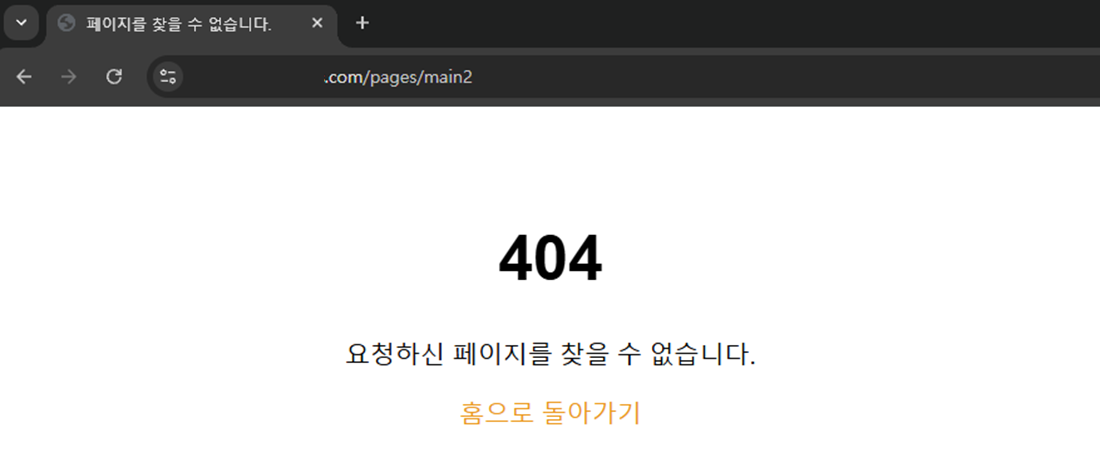 페이지를 찾을 수 없습니다.
.com/pages/main2
404
요청하신 페이지를 찾을 수 없습니다.
홈으로 돌아가기